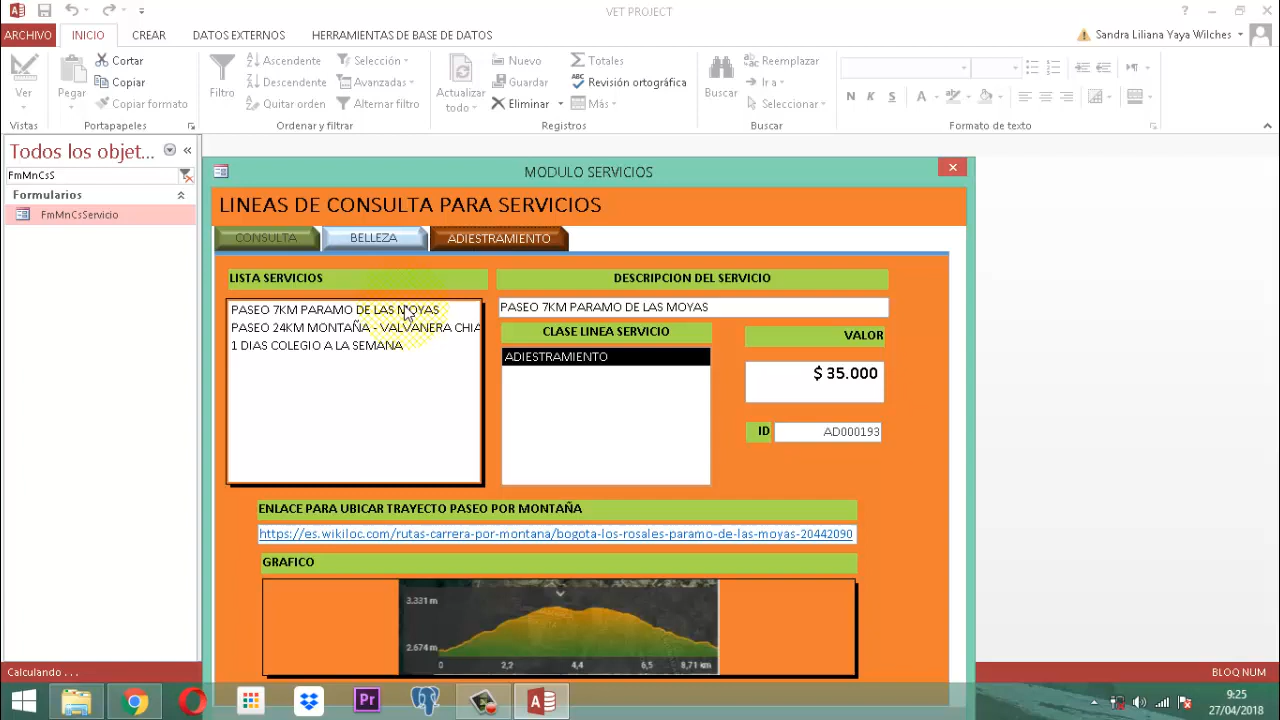 VET PROJECT
ARCHIVO INICIO CREAR DATOS EXTERNOS HERRAMIENTAS DE BASE DE DATOS Sandra Liliana Yaya Wilches
Ver
Vistas
Pegar
Cortar
Copiar
Copiar formato
Portapapeles
Filtro
Ascendente
Descendente
Quitar orden
Selección
Avanzadas
Alternar filtro
Ordenar y filtrar
Actualizar todo
Nuevo
Guardar
Eliminar
Totales
Revisión ortográfica
Más
Registros
Buscar
Reemplazar
Ir a
Seleccionar
Buscar
N K S
A
Formato de texto
Todos los objet...
FmMnCsS
Formularios
FmMnCsServicio
MODULO SERVICIOS
LINEAS DE CONSULTA PARA SERVICIOS
CONSULTA BELLEZA ADIESTRAMIENTO
LISTA SERVICIOS
PASEO 7KM PARAMO DE LAS MOYAS
PASEO 24KM MONTAÑA - VALVANERA CHIA
1 DIAS COLEGIO A LA SEMANA
DESCRIPCION DEL SERVICIO
PASEO 7KM PARAMO DE LAS MOYAS
CLASE LINEA SERVICIO
ADIESTRAMIENTO
VALOR
$ 35.000
ID AD000193
ENLACE PARA UBICAR TRAYECTO PASEO POR MONTAÑA
https://es.wikiloc.com/rutas-carrera-por-montana/bogota-los-rosales-paramo-de-las-moyas-20442090
GRAFICO
3.331 m
2.674 m
0 2,2 4,4 6,5 8,71 km
Calculando . . .
BLOQ NUM
Pr
9:25
27/04/2018